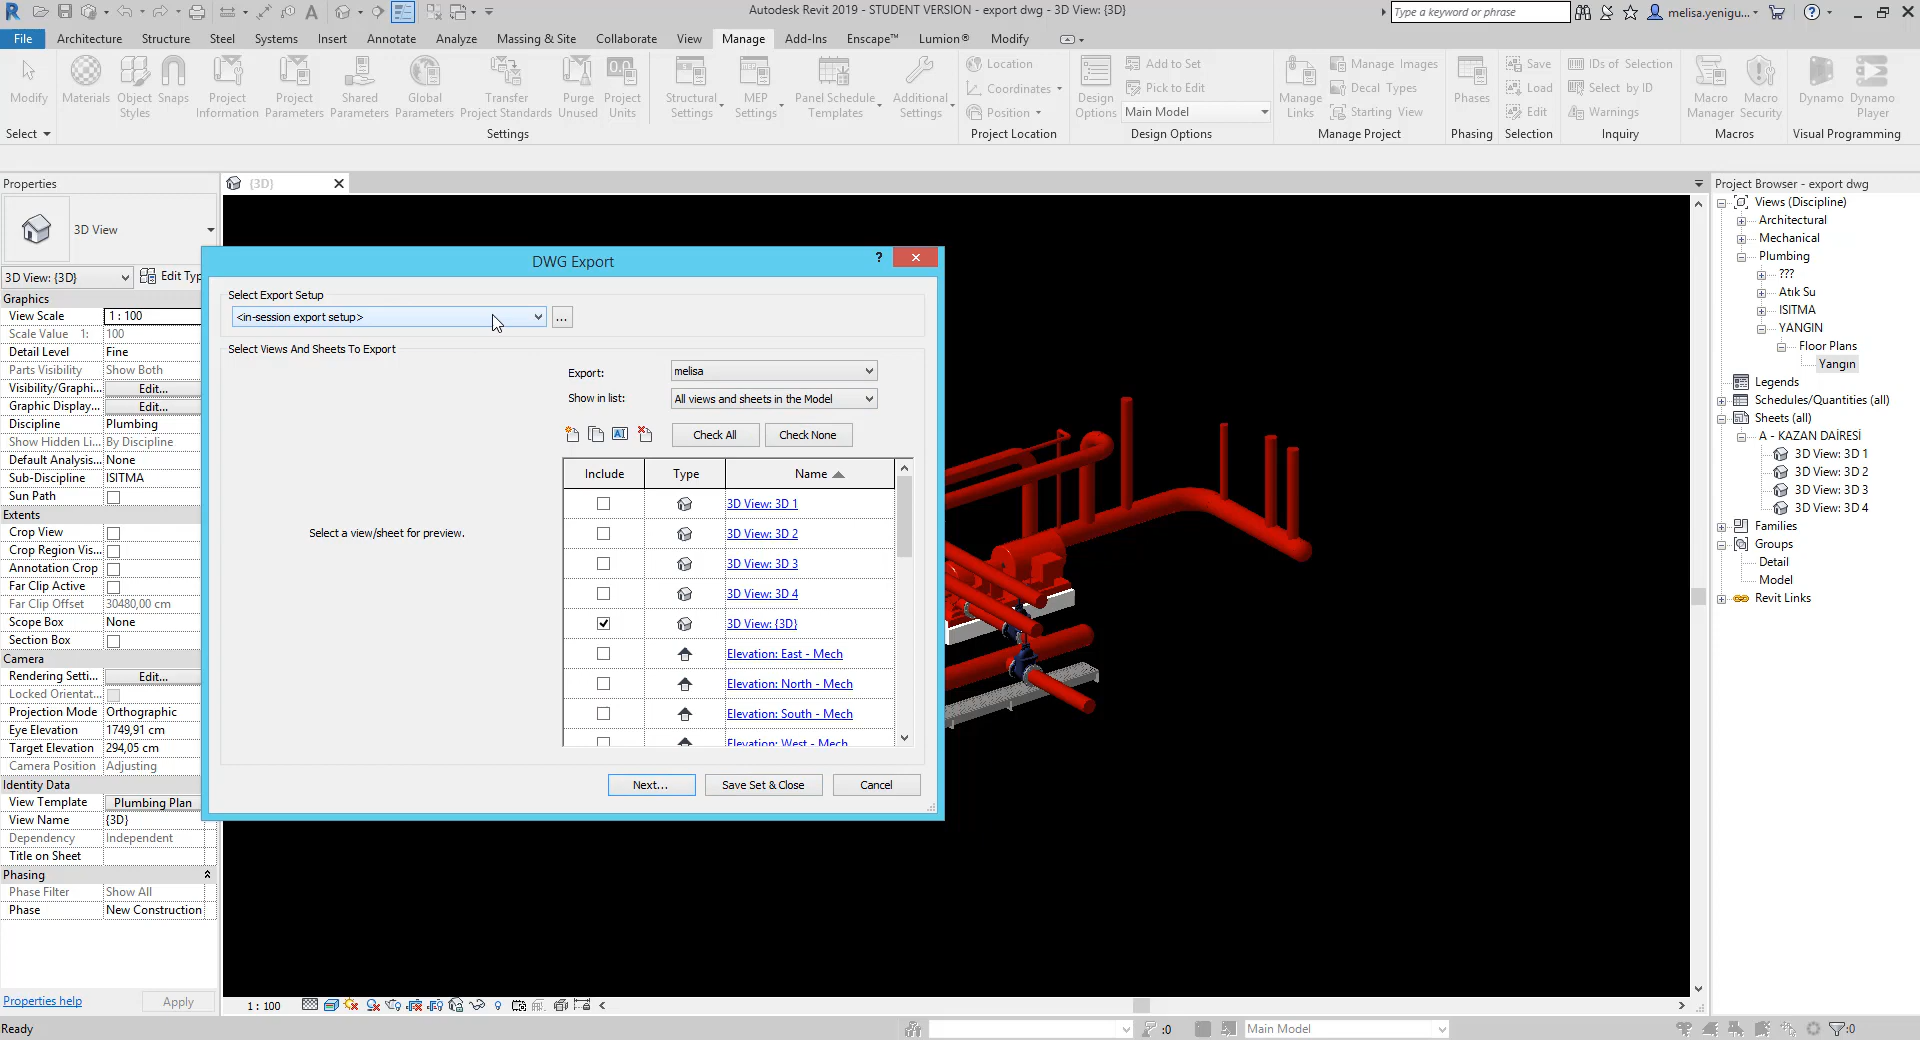 Autodesk Revit 2019 - STUDENT VERSION - export dwg - 3D View: {3D}
Type a keyword or phrase
melisa.yenigu...
File Architecture Structure Steel Systems Insert Annotate Analyze Massing & Site Collaborate View Manage Add-Ins Enscape™ Lumion® Modify
Modify
Materials
Object Styles
Snaps
Project Information
Project Parameters
Shared Parameters
Global Parameters
Transfer Project Standards
Purge Unused
Project Units
Structural Settings
MEP Settings
Panel Schedule Templates
Additional Settings
Location
Coordinates
Position
Design Options
Add to Set
Pick to Edit
Main Model
Manage Links
Manage Images
Decal Types
Starting View
Phases
Save
Load
Edit
IDs of Selection
Select by ID
Warnings
Macro Manager
Macro Security
Dynamo
Dynamo Player
Select
Settings
Project Location
Design Options
Manage Project
Phasing
Selection
Inquiry
Macros
Visual Programming
Properties
3D View
3D View: {3D} Edit Typ
Graphics
View Scale 1 : 100
Scale Value 1: 100
Detail Level Fine
Parts Visibility Show Both
Visibility/Graphi... Edit...
Graphic Display... Edit...
Discipline Plumbing
Show Hidden Li... By Discipline
Default Analysis... None
Sub-Discipline ISITMA
Sun Path
Extents
Crop View
Crop Region Vis...
Annotation Crop
Far Clip Active
Far Clip Offset 30480,00 cm
Scope Box None
Section Box
Camera
Rendering Setti... Edit...
Locked Orientat...
Projection Mode Orthographic
Eye Elevation 1749,91 cm
Target Elevation 294,05 cm
Camera Position Adjusting
Identity Data
View Template Plumbing Plan
View Name {3D}
Dependency Independent
Title on Sheet
Phasing
Phase Filter Show All
Phase New Construction
Properties help Apply
{3D}
DWG Export
?
Select Export Setup
<in-session export setup>
...
Select Views And Sheets To Export
Select a view/sheet for preview.
Export: melisa
Show in list: All views and sheets in the Model
Check All Check None
Include Type Name
3D View: 3D 1
3D View: 3D 2
3D View: 3D 3
3D View: 3D 4
3D View: {3D}
Elevation: East - Mech
Elevation: North - Mech
Elevation: South - Mech
Elevation: West - Mech
Next... Save Set & Close Cancel
Project Browser - export dwg
Views (Discipline)
Architectural
Mechanical
Plumbing
???
Atık Su
ISITMA
YANGIN
Floor Plans
Yangın
Legends
Schedules/Quantities (all)
Sheets (all)
A - KAZAN DAİRESİ
3D View: 3D 1
3D View: 3D 2
3D View: 3D 3
3D View: 3D 4
Families
Groups
Detail
Model
Revit Links
1 : 100
Ready
:0
Main Model
:0